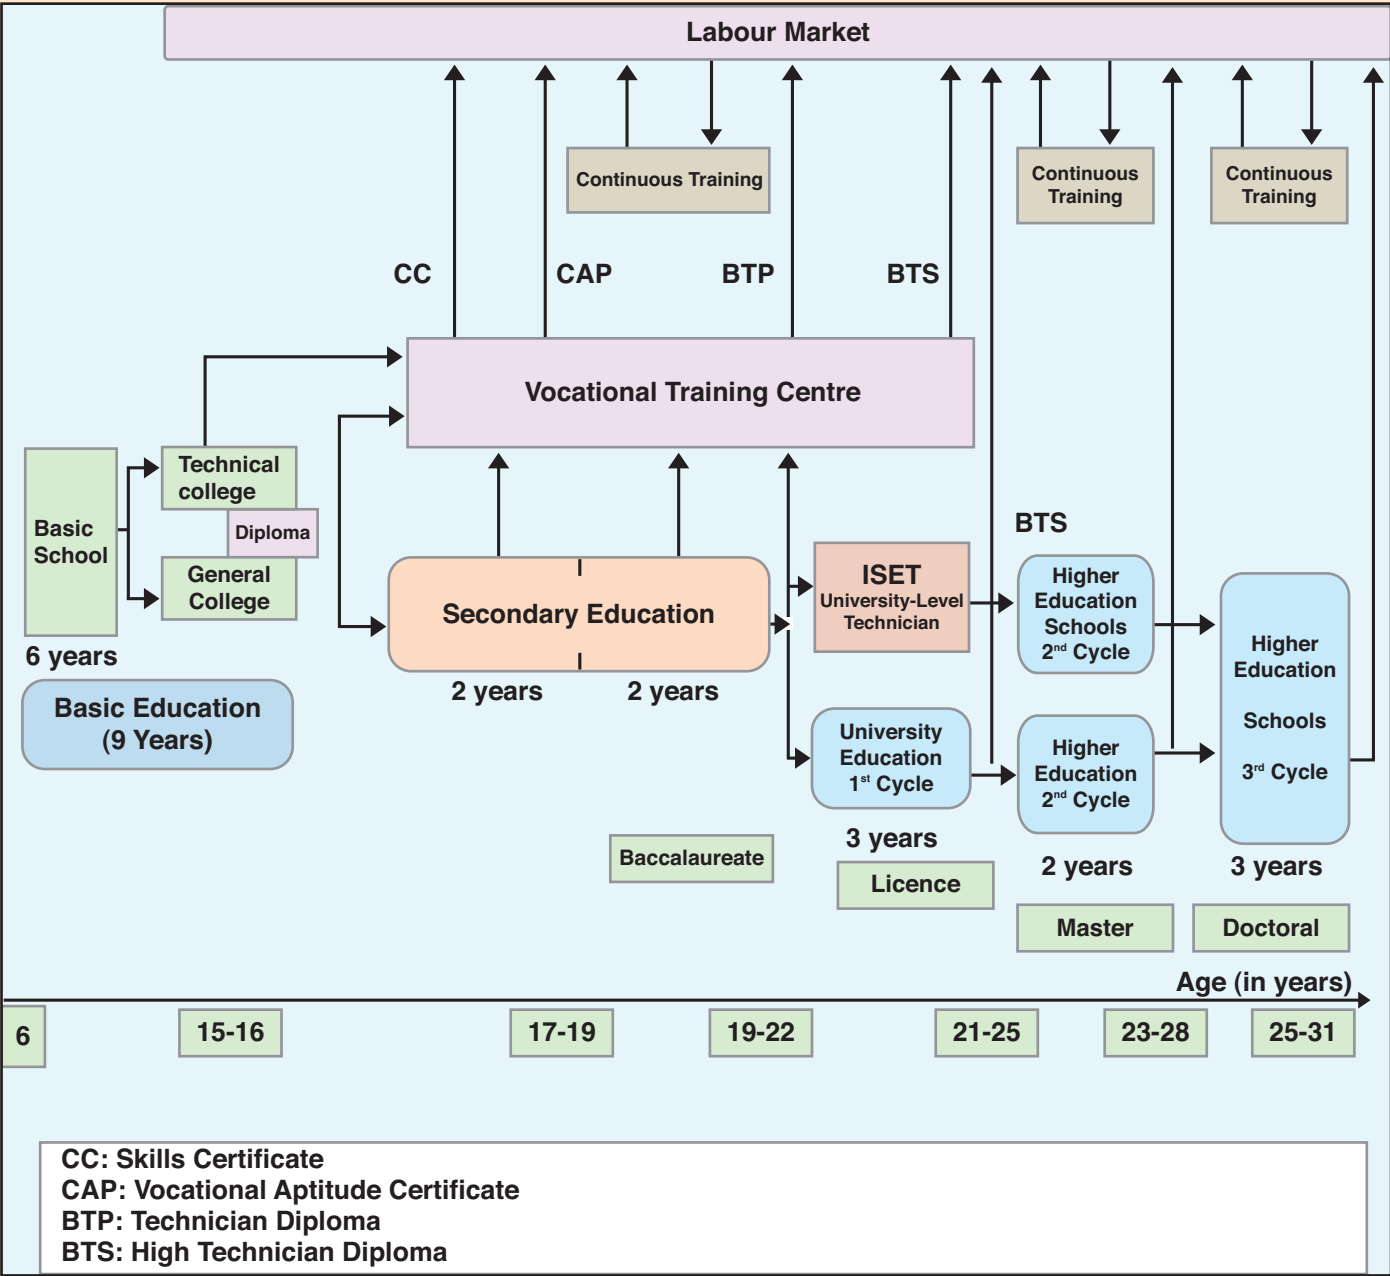 Labour Market
Continuous Training
Continuous
Training
Continuous
Training
CC
CAP
BTP
BTS
Vocational Training Centre
Basic
School
Technical
college
Diploma
General
College
6 years
Basic Education
(9 Years)
Secondary Education
2 years
2 years
ISET
University-Level
Technician
BTS
Higher
Education
Schools
2nd Cycle
University
Education
1st Cycle
Higher
Education
2nd Cycle
Higher
Education
Schools
3rd Cycle
3 years
2 years
3 years
Baccalaureate
Licence
Master
Doctoral
Age (in years)
6
15-16
17-19
19-22
21-25
23-28
25-31
CC: Skills Certificate
CAP: Vocational Aptitude Certificate
BTP: Technician Diploma
BTS: High Technician Diploma